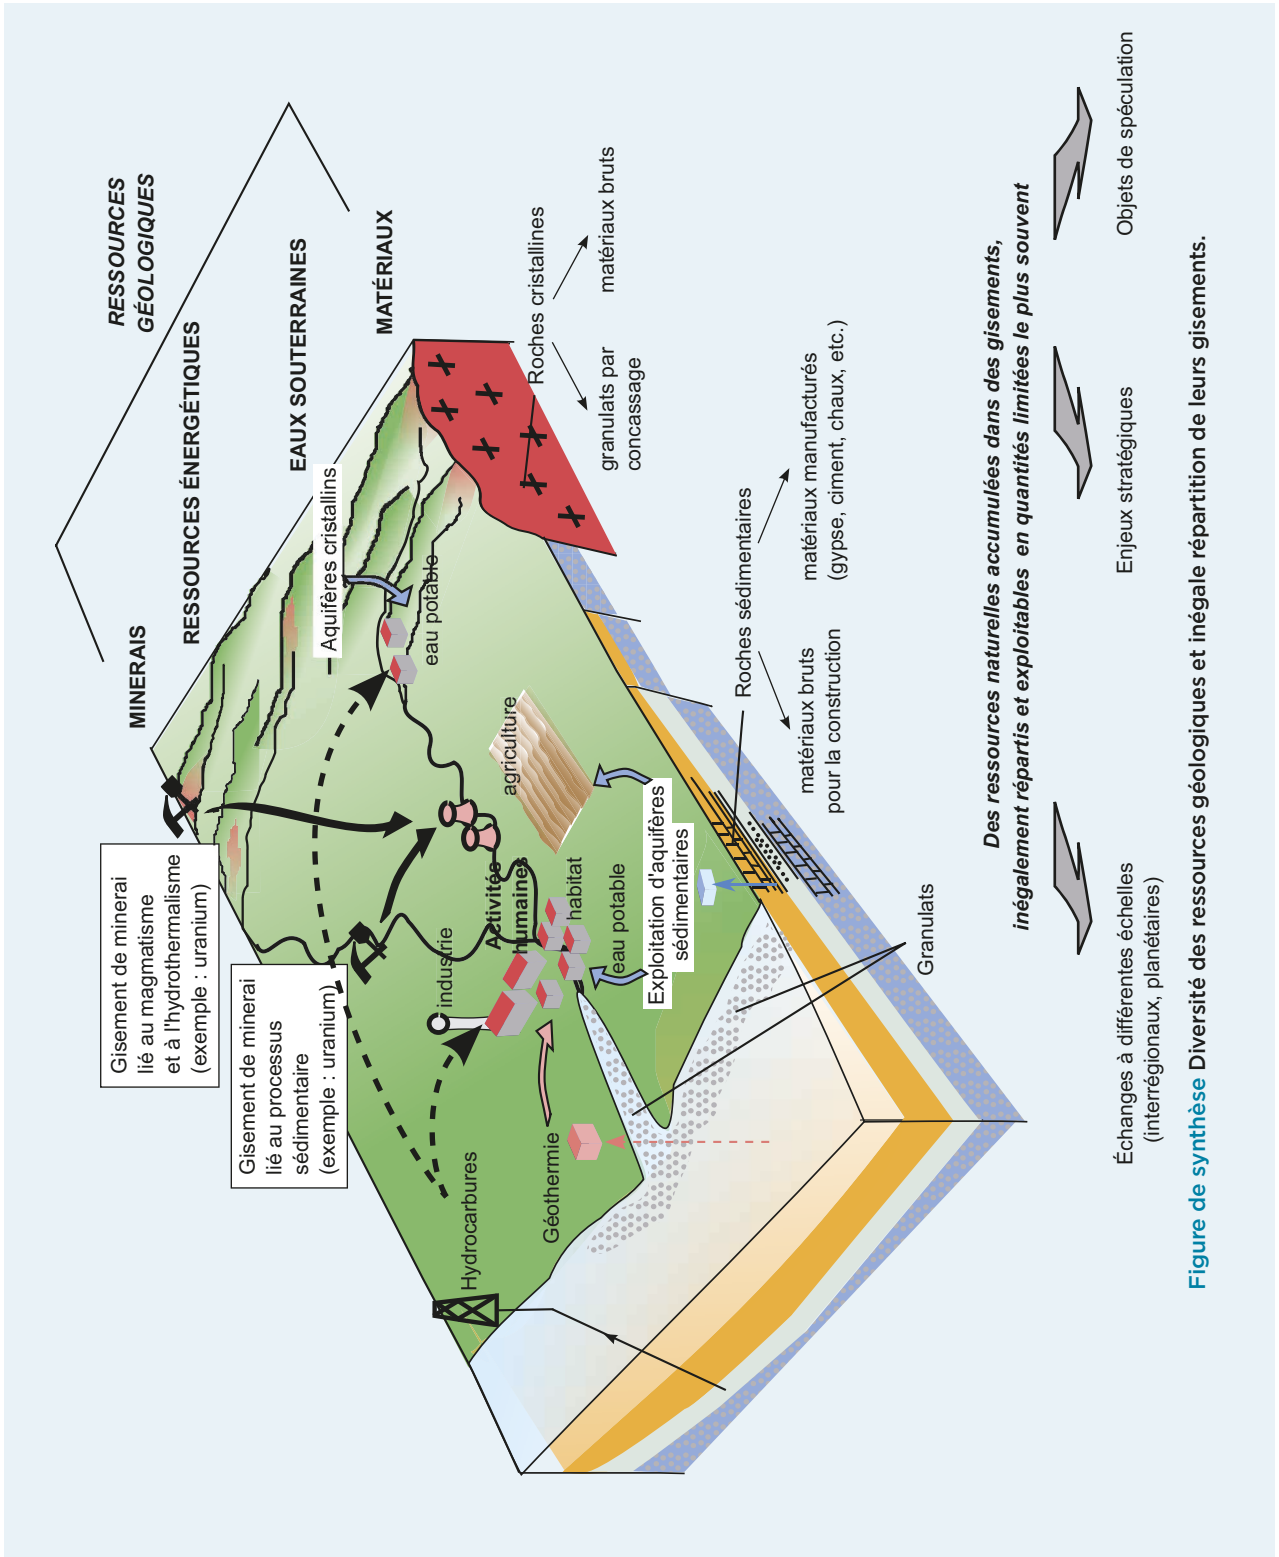 RESSOURCES
GÉOLOGIQUES
MINERAIS
RESSOURCES ÉNERGÉTIQUES
EAUX SOUTERRAINES
MATÉRIAUX
Gisement de minerai
lié au magmatisme
et à l'hydrothermalisme
(exemple : uranium)
Gisement de minerai
lié au processus
sédimentaire
(exemple : uranium)
Aquifères cristallins
eau potable
Hydrocarbures
Géothermie
industrie
Activités
humaines
habitat
agriculture
eau potable
Exploitation d'aquifères
sédimentaires
Roches cristallines
granulats par
concassage
matériaux bruts
Roches sédimentaires
matériaux bruts
pour la construction
matériaux manufacturés
(gypse, ciment, chaux, etc.)
Granulats
Des ressources naturelles accumulées dans des gisements,
inégalement répartis et exploitables en quantités limitées le plus souvent
Échanges à différentes échelles
(interrégionaux, planétaires)
Enjeux stratégiques
Objets de spéculation
Figure de synthèse Diversité des ressources géologiques et inégale répartition de leurs gisements.